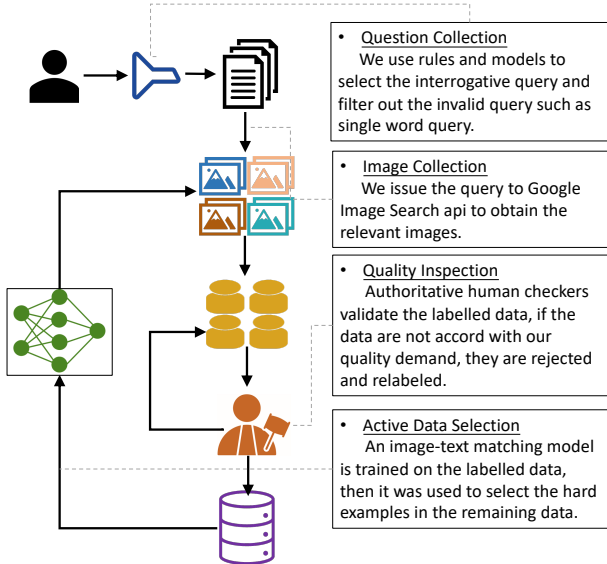 • Question Collection
We use rules and models to
select the interrogative query and
filter out the invalid query such as
single word query.
• Image Collection
We issue the query to Google
Image Search api to obtain the
relevant images.
• Quality Inspection
Authoritative human checkers
validate the labelled data, if the
data are not accord with our
quality demand, they are rejected
and relabeled.
• Active Data Selection
An image-text matching model
is trained on the labelled data,
then it was used to select the hard
examples in the remaining data.